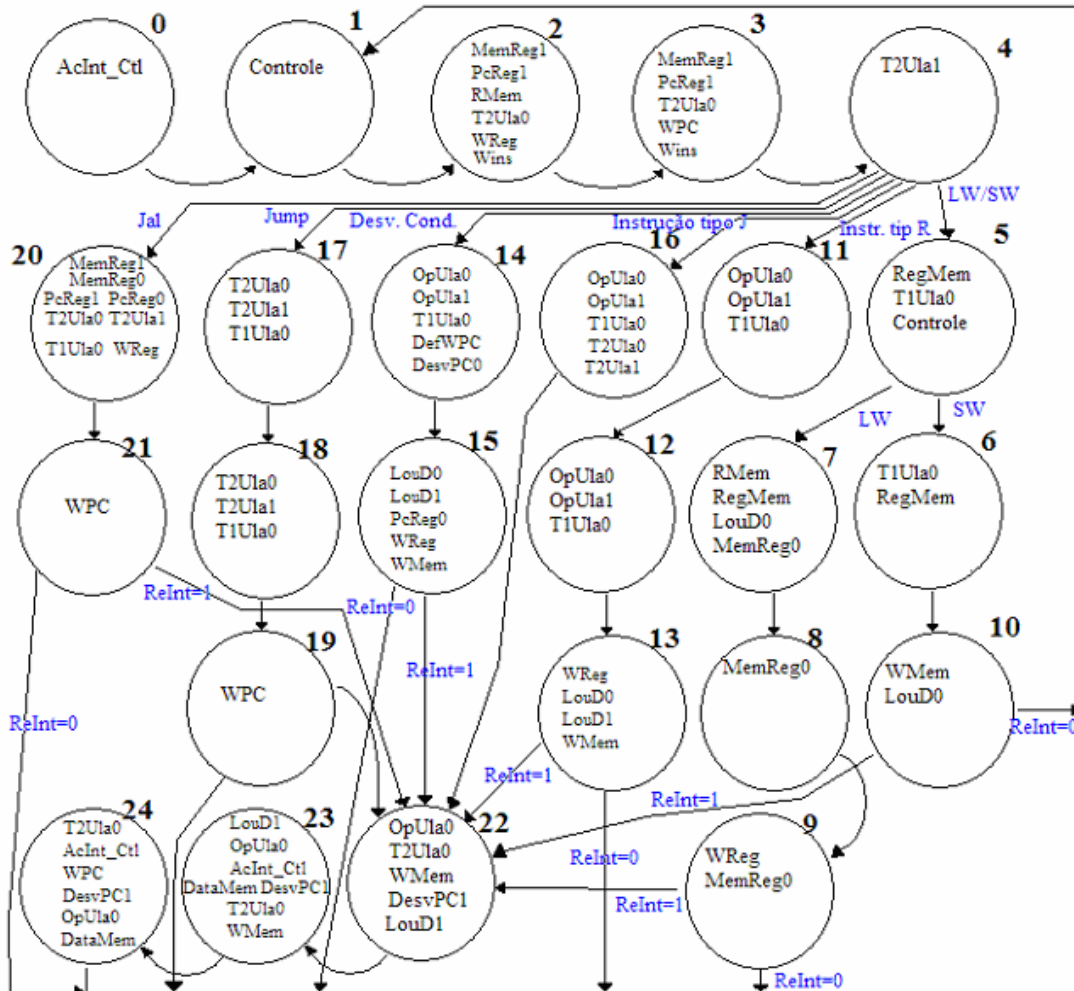 0
AcInt_Ctl
1
Controle
2
MemReg1
PcReg1
RMem
T2Ula0
WReg
Wins
3
MemReg1
PcReg1
T2Ula0
WPC
Wins
4
T2Ula1
Jal
Jump
Desv. Cond.
Instrução tipo J
Instr. tip R
LW/SW
20
MemReg1
MemReg0
PcReg1 PcReg0
T2Ula0 T2Ula1
T1Ula0 WReg
17
T2Ula0
T2Ula1
T1Ula0
14
OpUla0
OpUla1
T1Ula0
DefWPC
DesvPC0
16
OpUla0
OpUla1
T1Ula0
T2Ula0
T2Ula1
11
OpUla0
OpUla1
T1Ula0
5
RegMem
T1Ula0
Controle
LW
SW
21
WPC
18
T2Ula0
T2Ula1
T1Ula0
15
LouD0
LouD1
PcReg0
WReg
WMem
12
OpUla0
OpUla1
T1Ula0
7
RMem
RegMem
LouD0
MemReg0
6
T1Ula0
RegMem
ReInt=1
ReInt=0
19
WPC
ReInt=1
13
WReg
LouD0
LouD1
WMem
8
MemReg0
10
WMem
LouD0
ReInt=0
ReInt=0
ReInt=1
ReInt=1
24
T2Ula0
AcInt_Ctl
WPC
DesvPC1
OpUla0
DataMem
23
LouD1
OpUla0
AcInt_Ctl
DataMem DesvPC1
T2Ula0
WMem
22
OpUla0
T2Ula0
WMem
DesvPC1
LouD1
ReInt=0
9
WReg
MemReg0
ReInt=1
ReInt=0